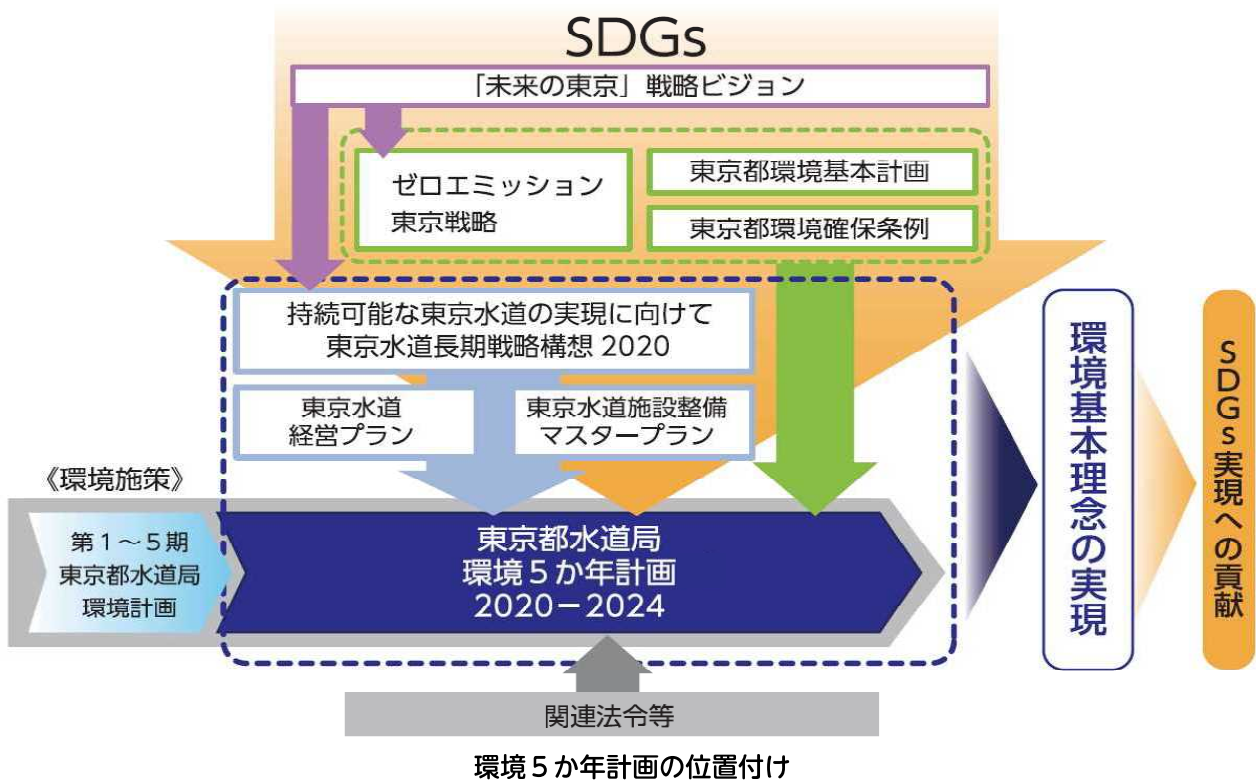 SDGs
「未来の東京」戦略ビジョン
ゼロエミッション
東京戦略
東京都環境基本計画
東京都環境確保条例
持続可能な東京水道の実現に向けて
東京水道長期戦略構想 2020
東京水道
経営プラン
東京水道施設整備
マスタープラン
《環境施策》
第1～5期
東京都水道局
環境計画
東京都水道局
環境5か年計画
2020－2024
環境基本理念の実現
SDGs実現への貢献
関連法令等
環境5か年計画の位置付け